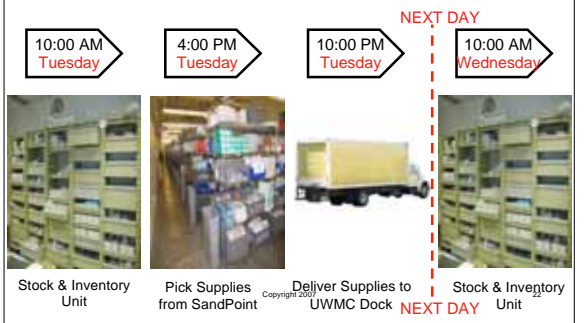 NEXT DAY
10:00 AM
Tuesday
4:00 PM
Tuesday
10:00 PM
Tuesday
10:00 AM
Wednesday
Stock & Inventory
Unit
Pick Supplies
from SandPoint
Copyright 2007
Deliver Supplies to
UWMC Dock
NEXT DAY
Stock & Inventory
Unit
22